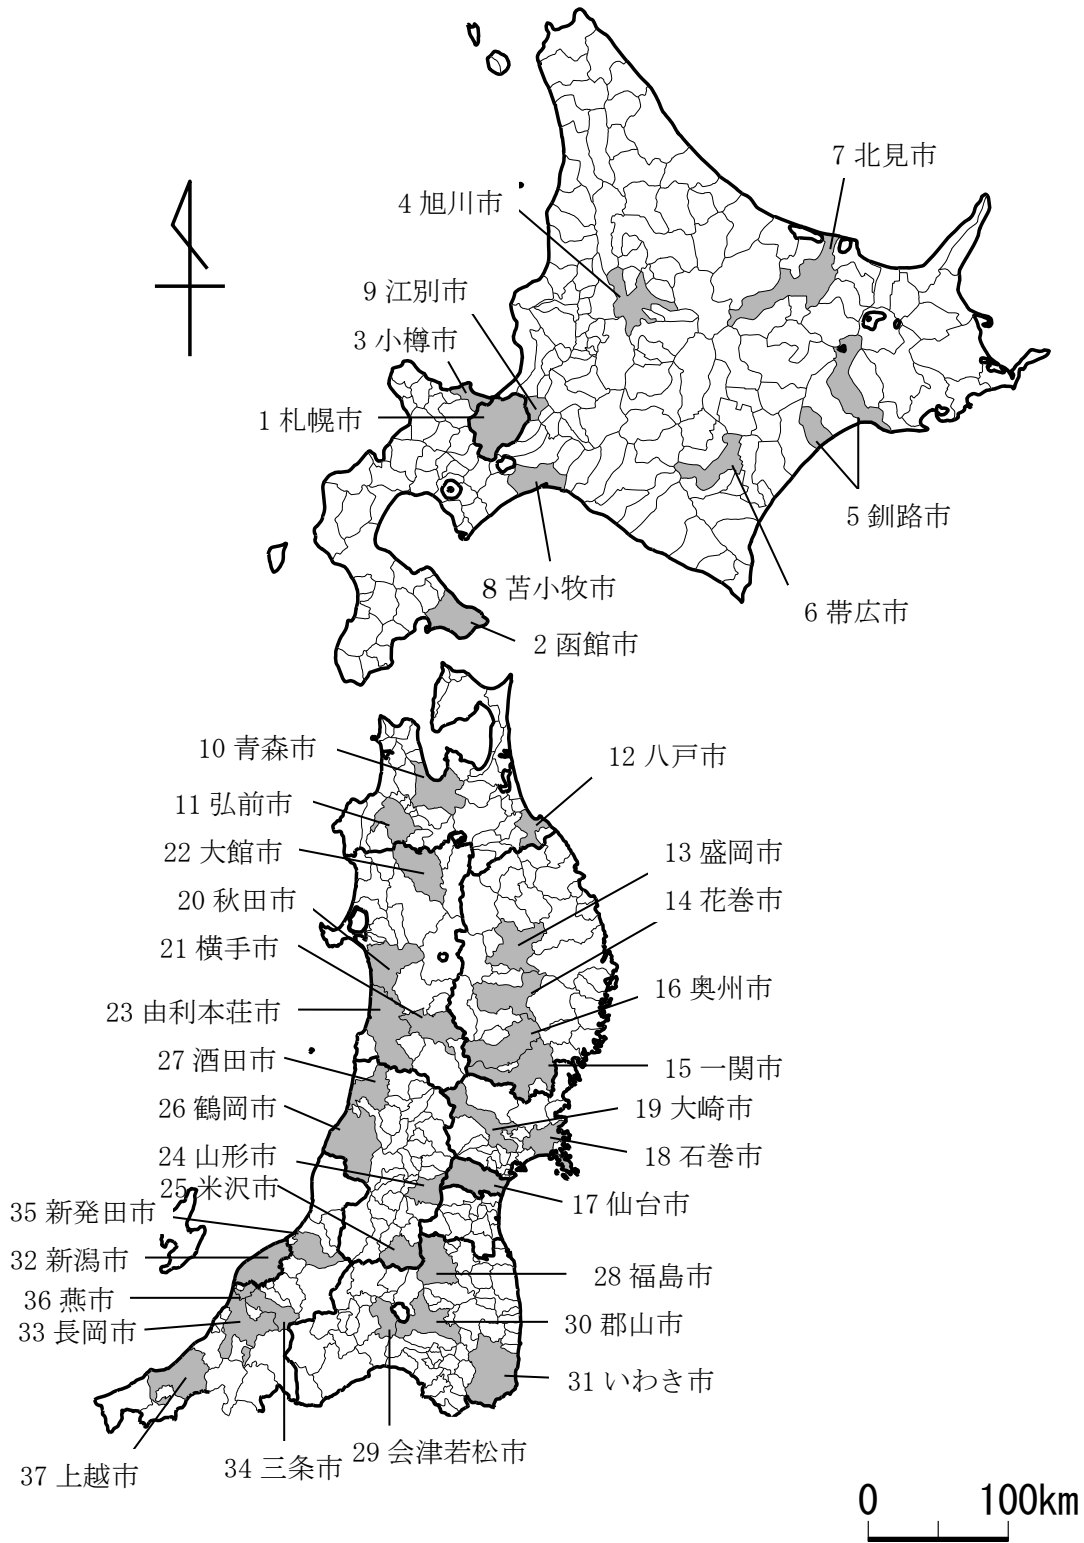 7 北見市
4 旭川市
9 江別市
3 小樽市
1 札幌市
5 釧路市
8 苫小牧市
6 帯広市
2 函館市
10 青森市
12 八戸市
11 弘前市
22 大館市
13 盛岡市
20 秋田市
14 花巻市
21 横手市
16 奥州市
23 由利本荘市
27 酒田市
15 一関市
26 鶴岡市
19 大崎市
24 山形市
18 石巻市
25 米沢市
17 仙台市
35 新発田市
32 新潟市
28 福島市
36 燕市
33 長岡市
30 郡山市
31 いわき市
29 会津若松市
34 三条市
37 上越市
0 100km